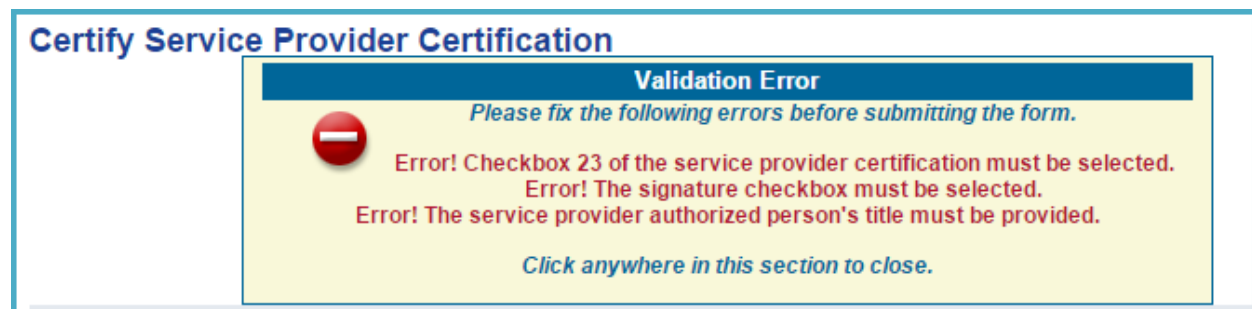 Certify Service Provider Certification
Validation Error
Please fix the following errors before submitting the form.
Error! Checkbox 23 of the service provider certification must be selected.
Error! The signature checkbox must be selected.
Error! The service provider authorized person's title must be provided.
Click anywhere in this section to close.